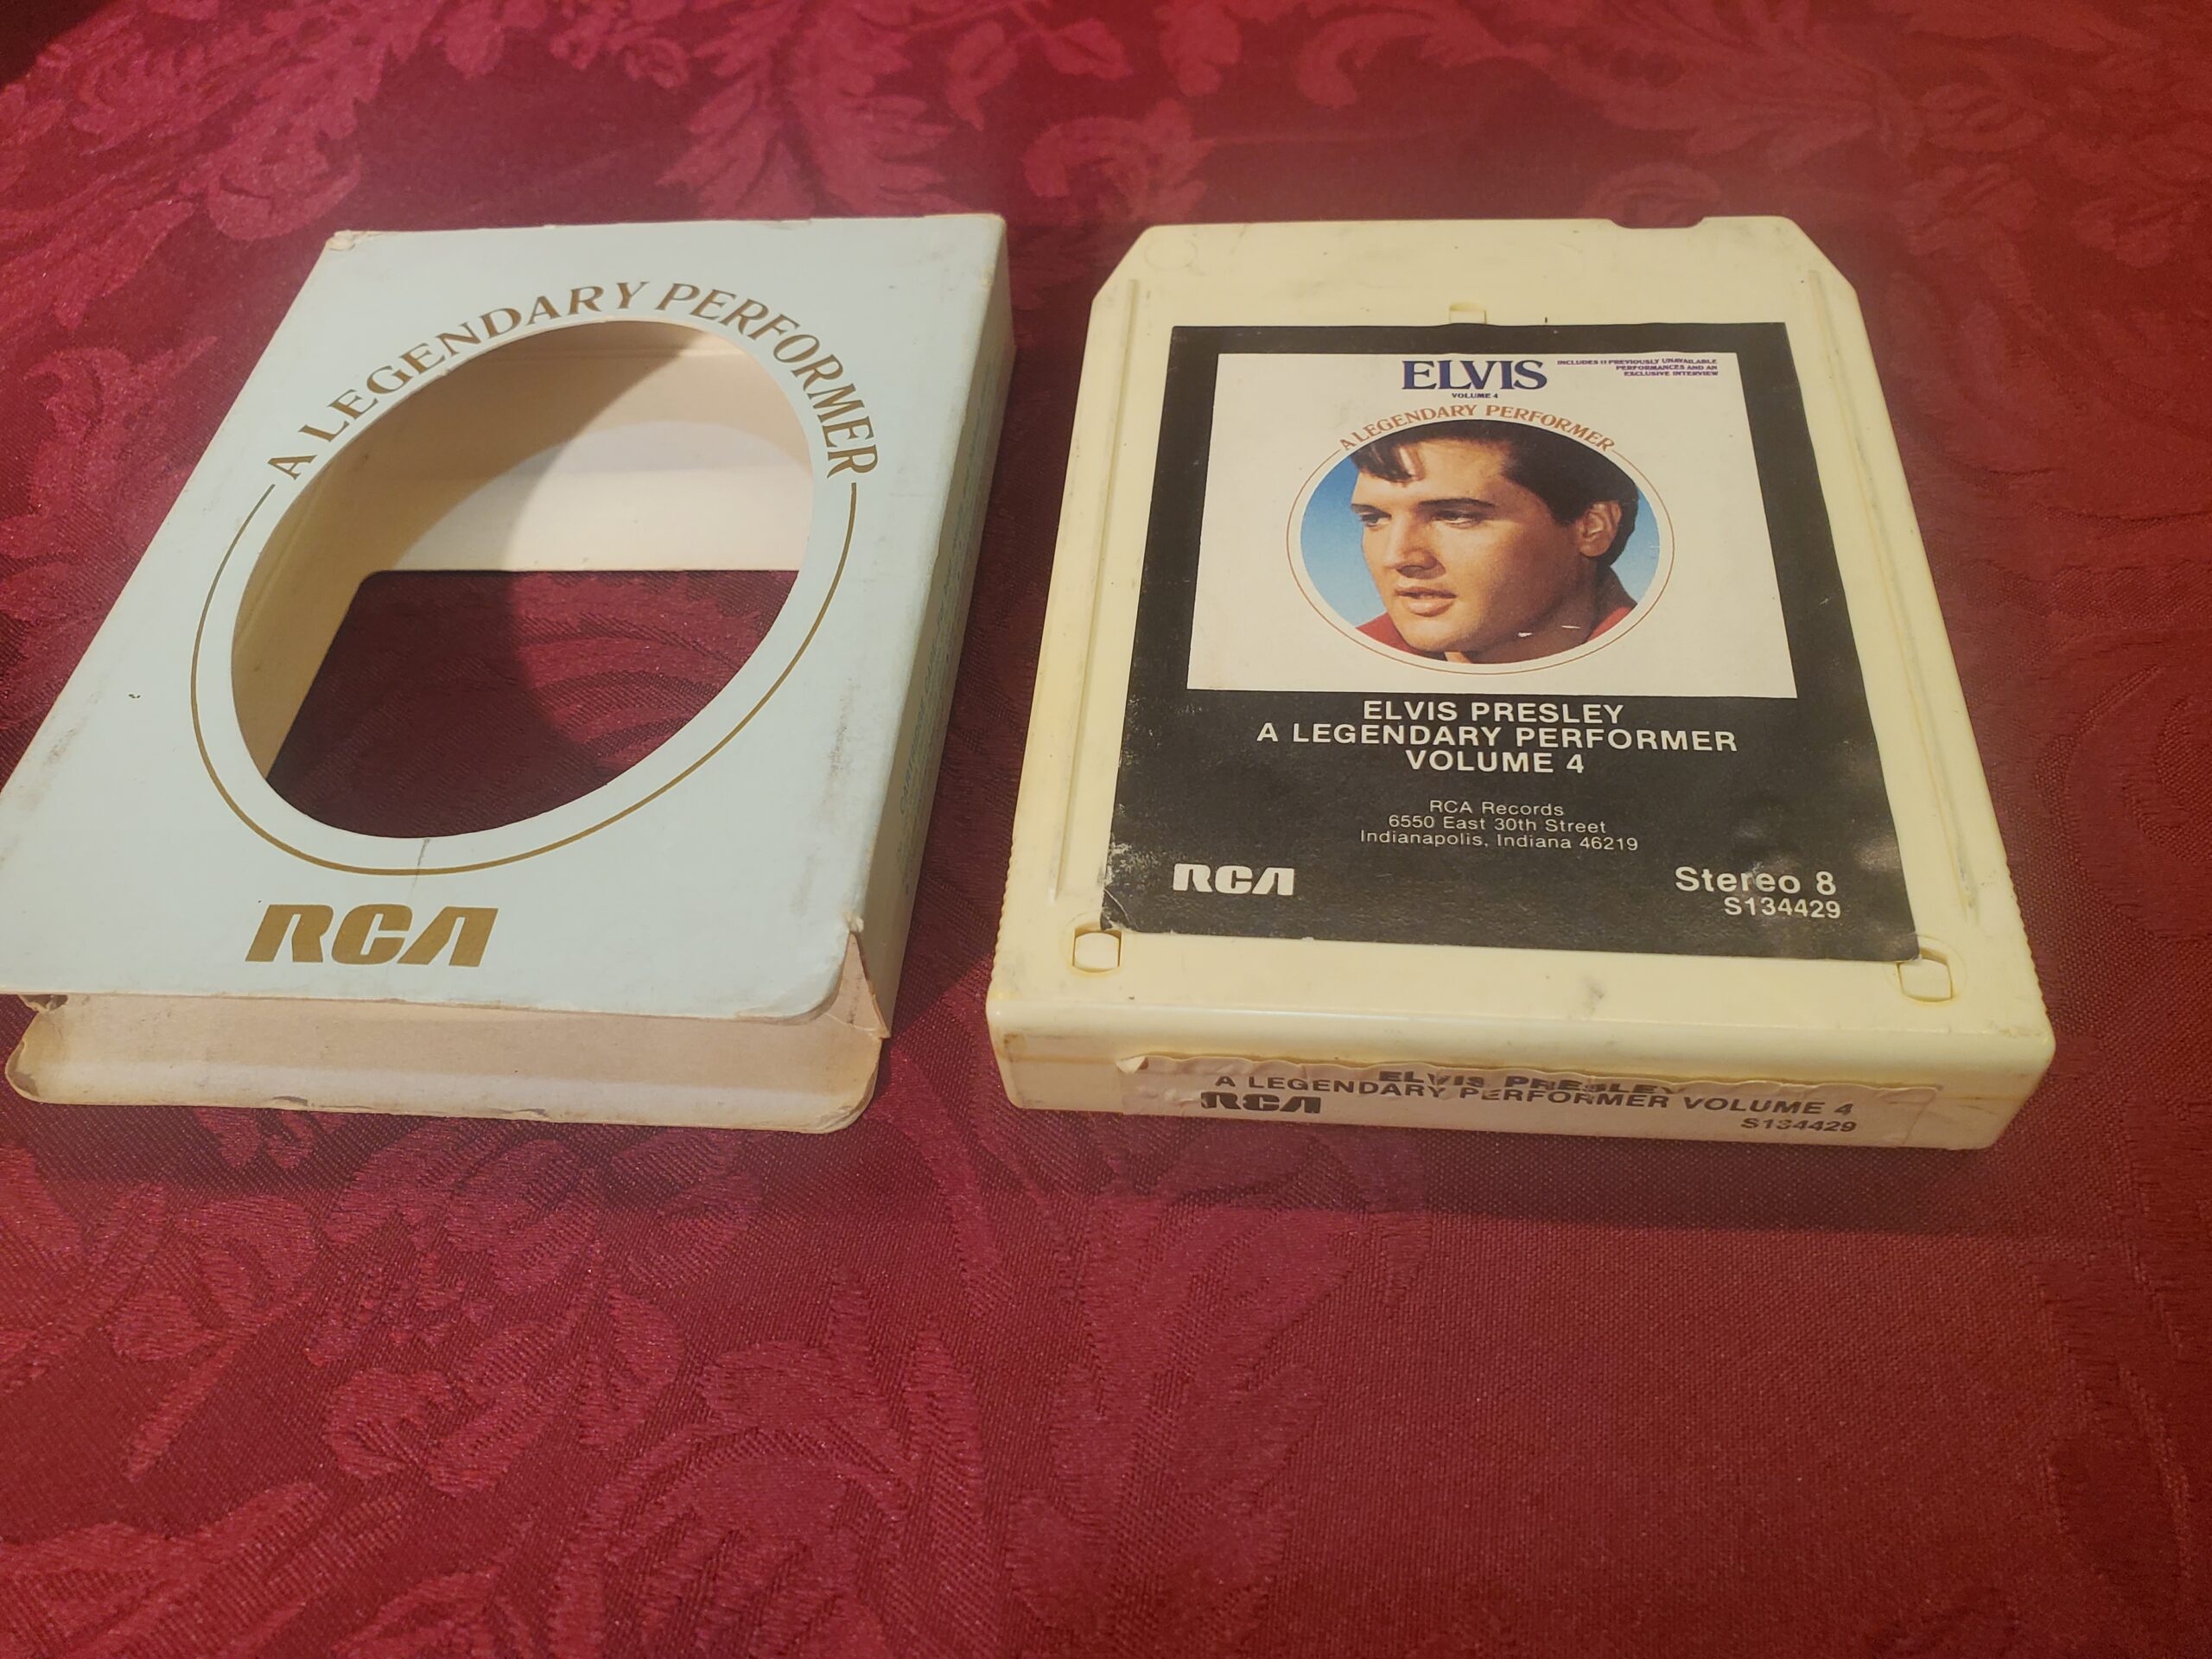 A LEGENDARY PERFORMER
RCA
ELVIS
VOLUME 4
INCLUDES 11 PREVIOUSLY UNAVAILABLE
PERFORMANCES AND AN
EXCLUSIVE INTERVIEW
A LEGENDARY PERFORMER
ELVIS PRESLEY
A LEGENDARY PERFORMER
VOLUME 4
RCA Records
6550 East 30th Street
Indianapolis, Indiana 46219
RCA
Stereo 8
S134429
ELVIS PRESLEY
A LEGENDARY PERFORMER VOLUME 4
RCA
S134429